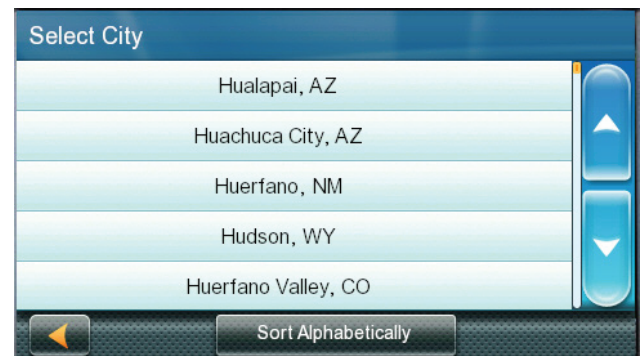 Select City
Hualapai, AZ
Huachuca City, AZ
Huerfano, NM
Hudson, WY
Huerfano Valley, CO
Sort Alphabetically